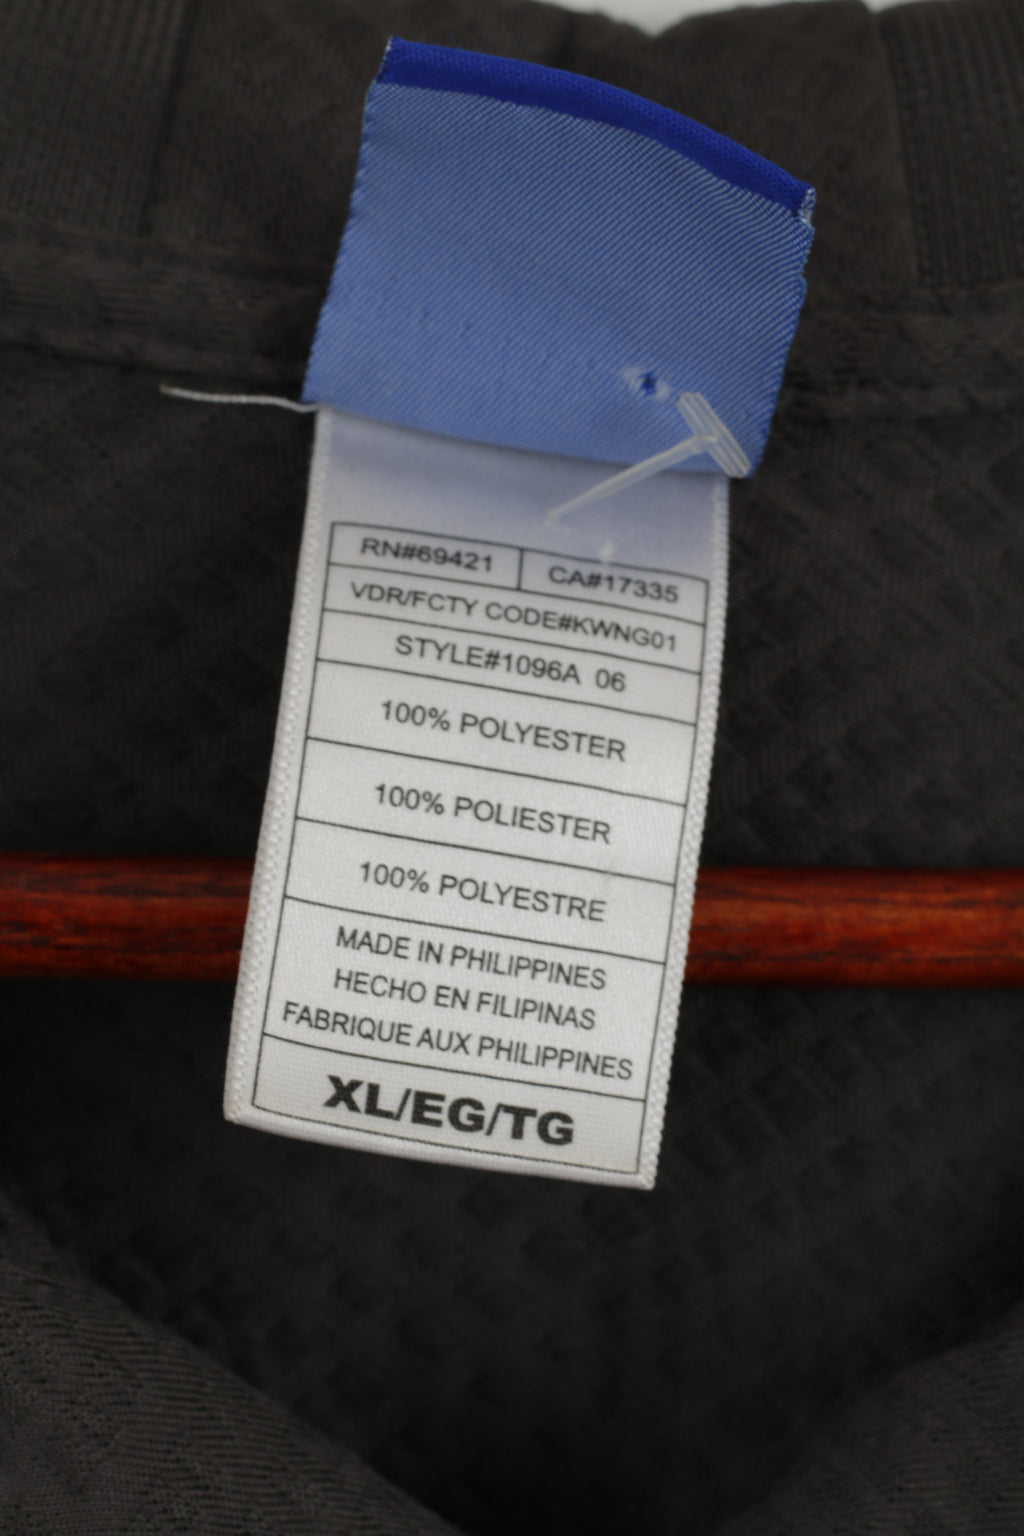 RN#69421 CA#17335
VDR/FCTY CODE#KWNG01
STYLE#1096A 06
100% POLYESTER
100% POLIESTER
100% POLYESTRE
MADE IN PHILIPPINES
HECHO EN FILIPINAS
FABRIQUE AUX PHILIPPINES
XL/EG/TG